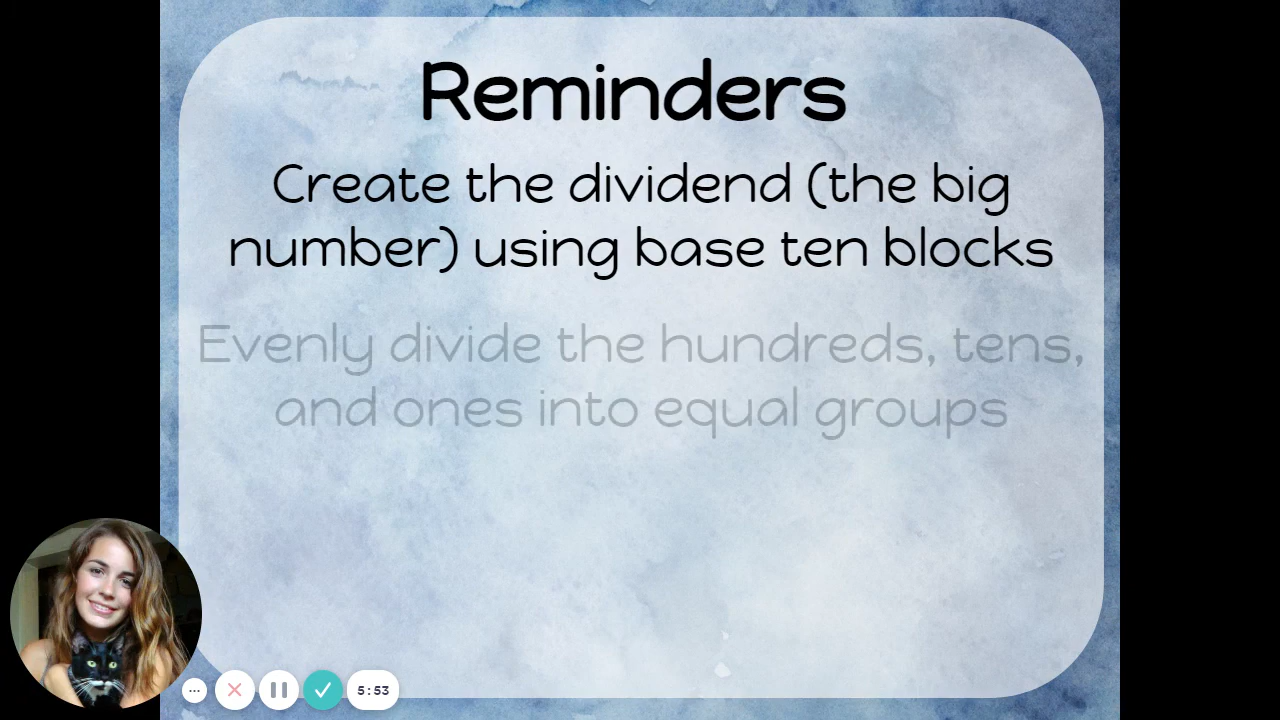 Reminders
Create the dividend (the big
number) using base ten blocks
Evenly divide the hundreds, tens,
and ones into equal groups
5:53